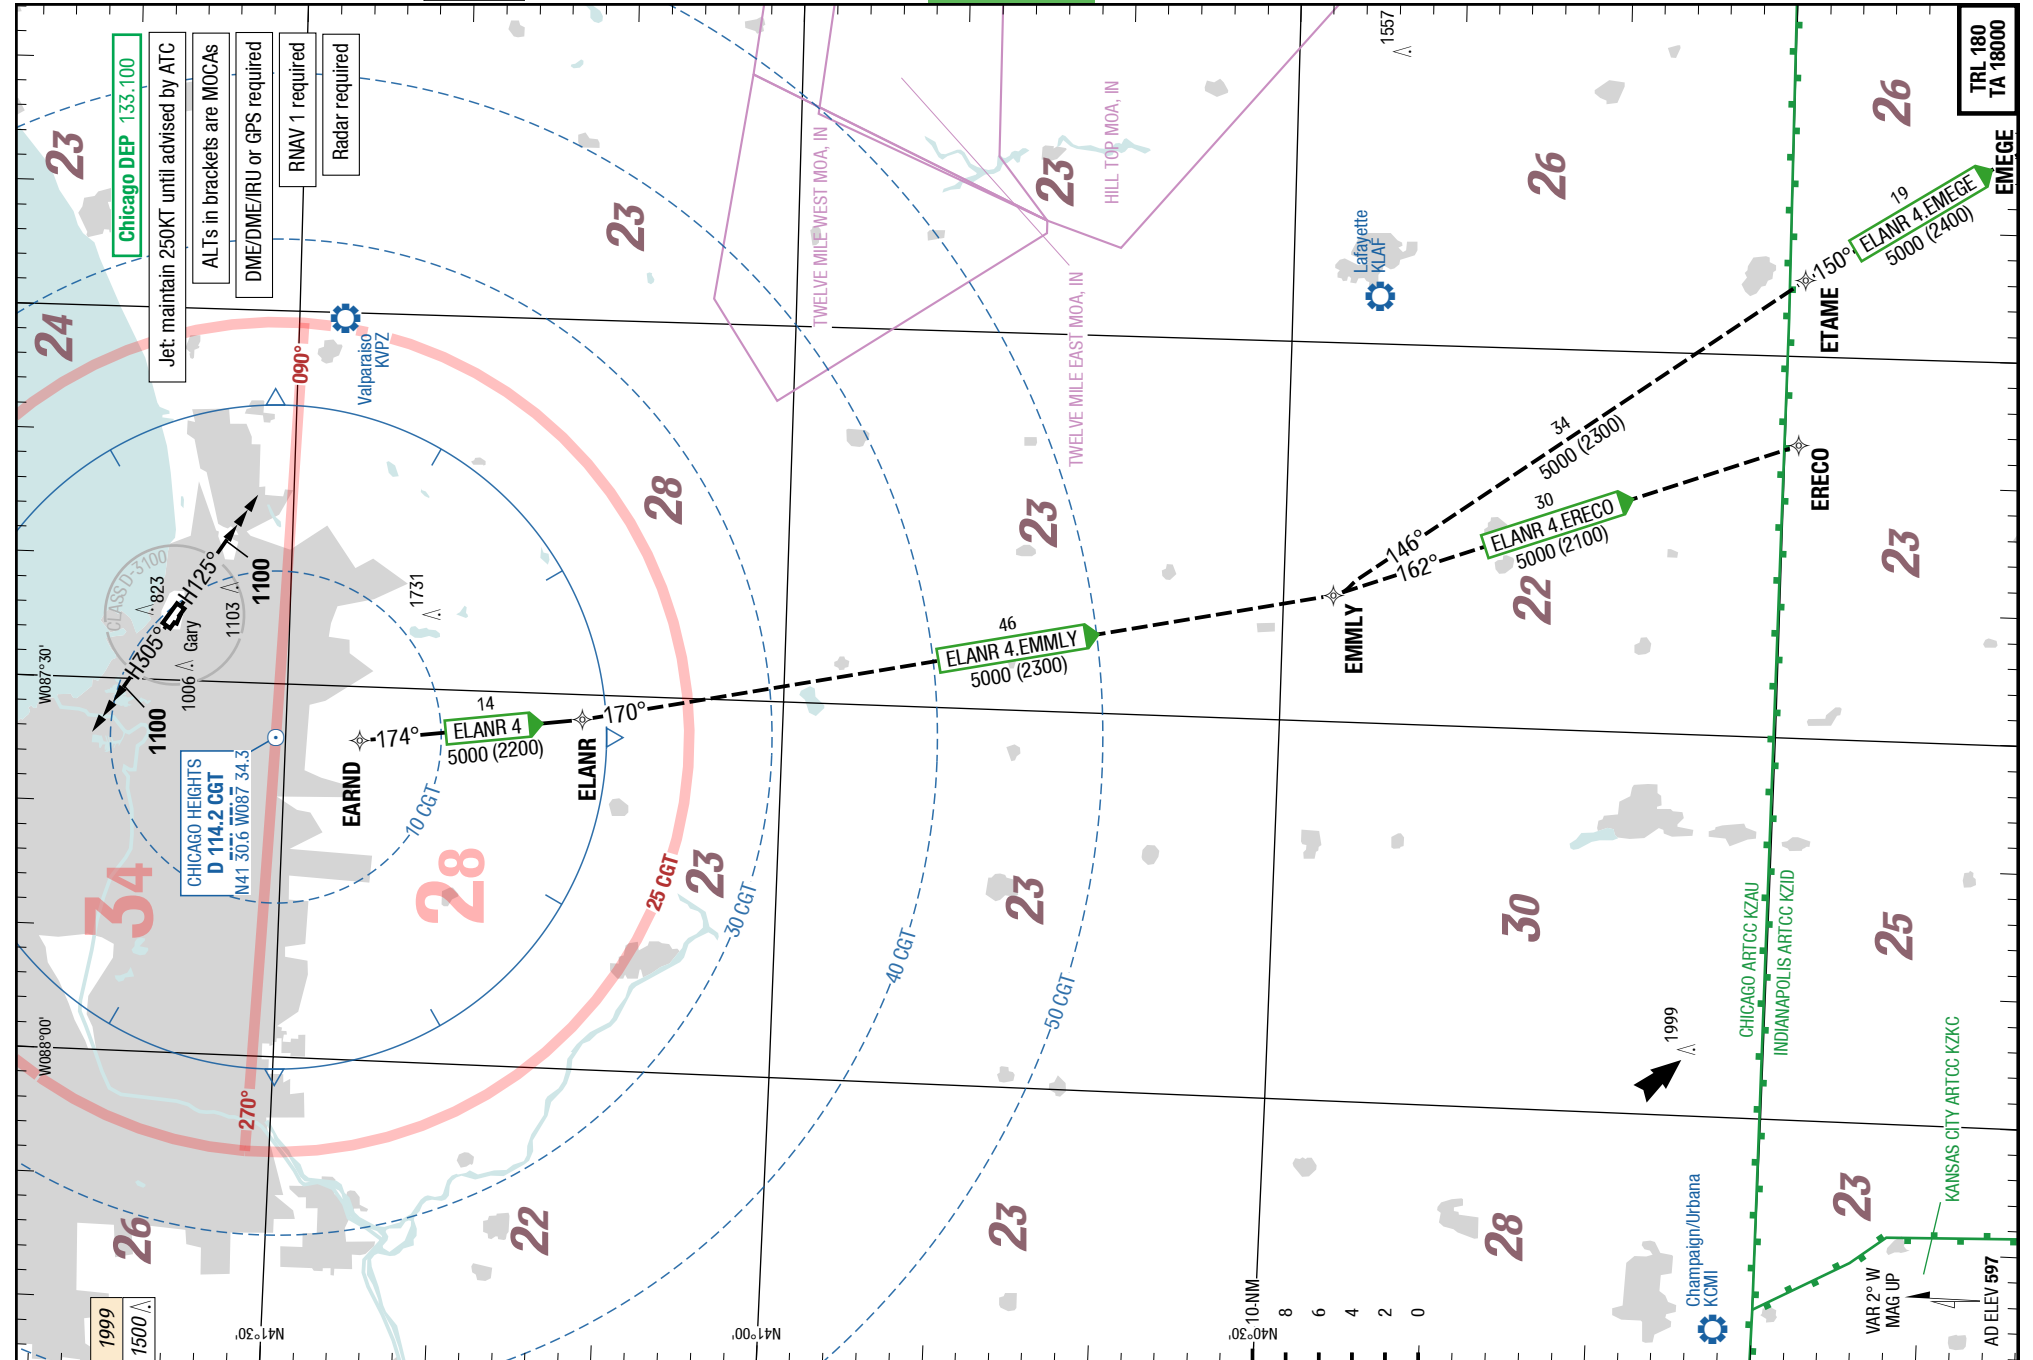 Chicago DEP 133.100
Jet: maintain 250KT until advised by ATC
ALTs in brackets are MOCAs
DME/DME/IRU or GPS required
RNAV 1 required
Radar required
TRL 180
TA 18000
23
24
23
28
23
23
23
23
23
26
26
22
23
30
25
26
22
23
28
23
34
28
1557
TWELVE MILE WEST MOA, IN
TWELVE MILE EAST MOA, IN
HILL TOP MOA, IN
Lafayette
KLAF
Valparaiso
KVPZ
090°
270°
CLASS D-3100
823
H125°
1100
1103
Gary
H305°
1006
1100
1731
W087°30'
W088°00'
CHICAGO HEIGHTS
D 114.2 CGT
N41 30.6 W087 34.3
EARND
174°
14
ELANR 4
5000 (2200)
ELANR
170°
46
ELANR 4.EMMLY
5000 (2300)
EMMLY
146°
162°
34
5000 (2300)
30
ELANR 4.ERECO
5000 (2100)
ERECO
ETAME
150°
19
ELANR 4.EMEGE
5000 (2400)
EMEGE
10 CGT
25 CGT
30 CGT
40 CGT
50 CGT
CHICAGO ARTCC KZAU
INDIANAPOLIS ARTCC KZID
KANSAS CITY ARTCC KZKC
1999
Champaign/Urbana
KCMI
VAR 2° W
MAG UP
AD ELEV 597
1999
1500
N41°30'
N41°00'
N40°30'
10-NM
8
6
4
2
0